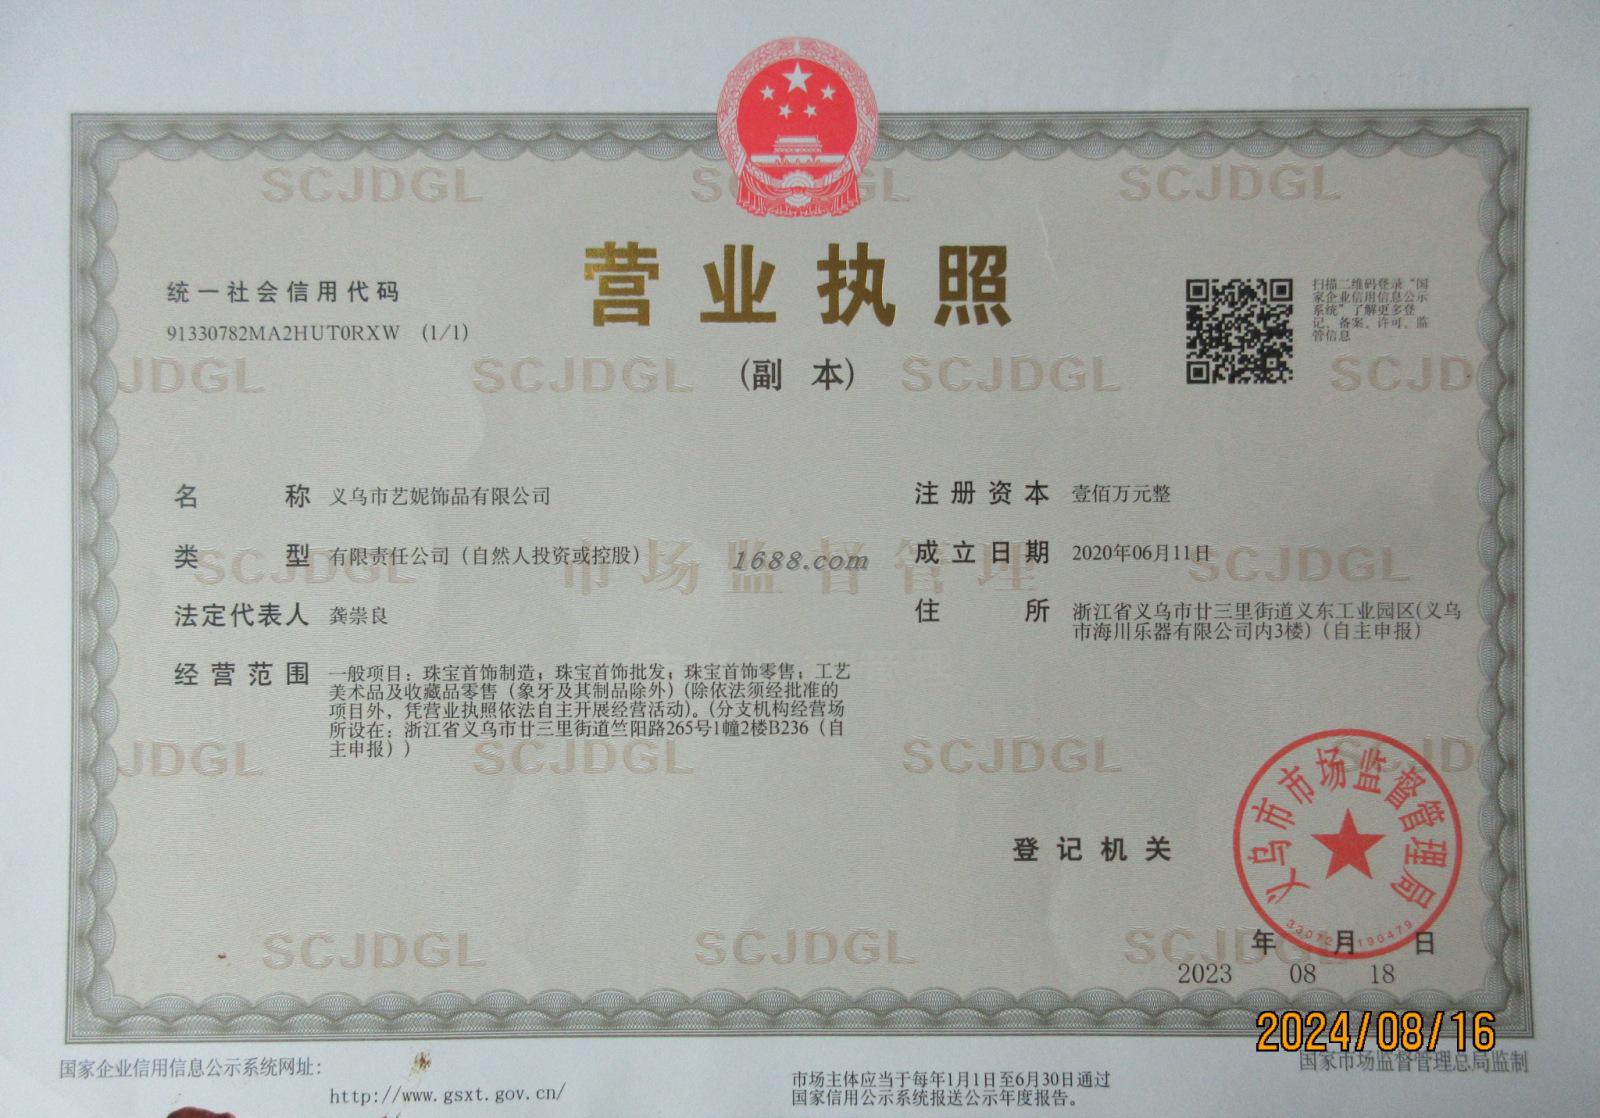 SCJDGL SCJDGL SCJDGL
营业执照
(副 本)
统一社会信用代码
91330782MA2HUT0RXW (1/1)
扫描二维码登录“国
家企业信用信息公示
系统”了解更多登
记、备案、许可、监
管信息
JDGL SCJDGL SCJDGL SCJD
名 称 义乌市艺妮饰品有限公司
类 型 有限责任公司（自然人投资或控股）
法定代表人 龚崇良
经营范围 一般项目：珠宝首饰制造；珠宝首饰批发；珠宝首饰零售；工艺
美术品及收藏品零售（象牙及其制品除外）(除依法须经批准的
项目外，凭营业执照依法自主开展经营活动)。(分支机构经营场
所设在：浙江省义乌市廿三里街道竺阳路265号1幢2楼B236（自
主申报））
注册资本 壹佰万元整
成立日期 2020年06月11日
住 所 浙江省义乌市廿三里街道义东工业园区(义乌
市海川乐器有限公司内3楼)（自主申报）
SCJDGL 市场监督管理 SCJDGL
1688.com
JDGL SCJDGL SCJDGL SCJD
登记机关
义乌市市场监督管理局
年 月 日
2023 08 18
SCJDGL SCJDGL SCJDGL
2024/08/16
国家企业信用信息公示系统网址：
http://www.gsxt.gov.cn/
市场主体应当于每年1月1日至6月30日通过
国家信用公示系统报送公示年度报告。
国家市场监督管理总局监制